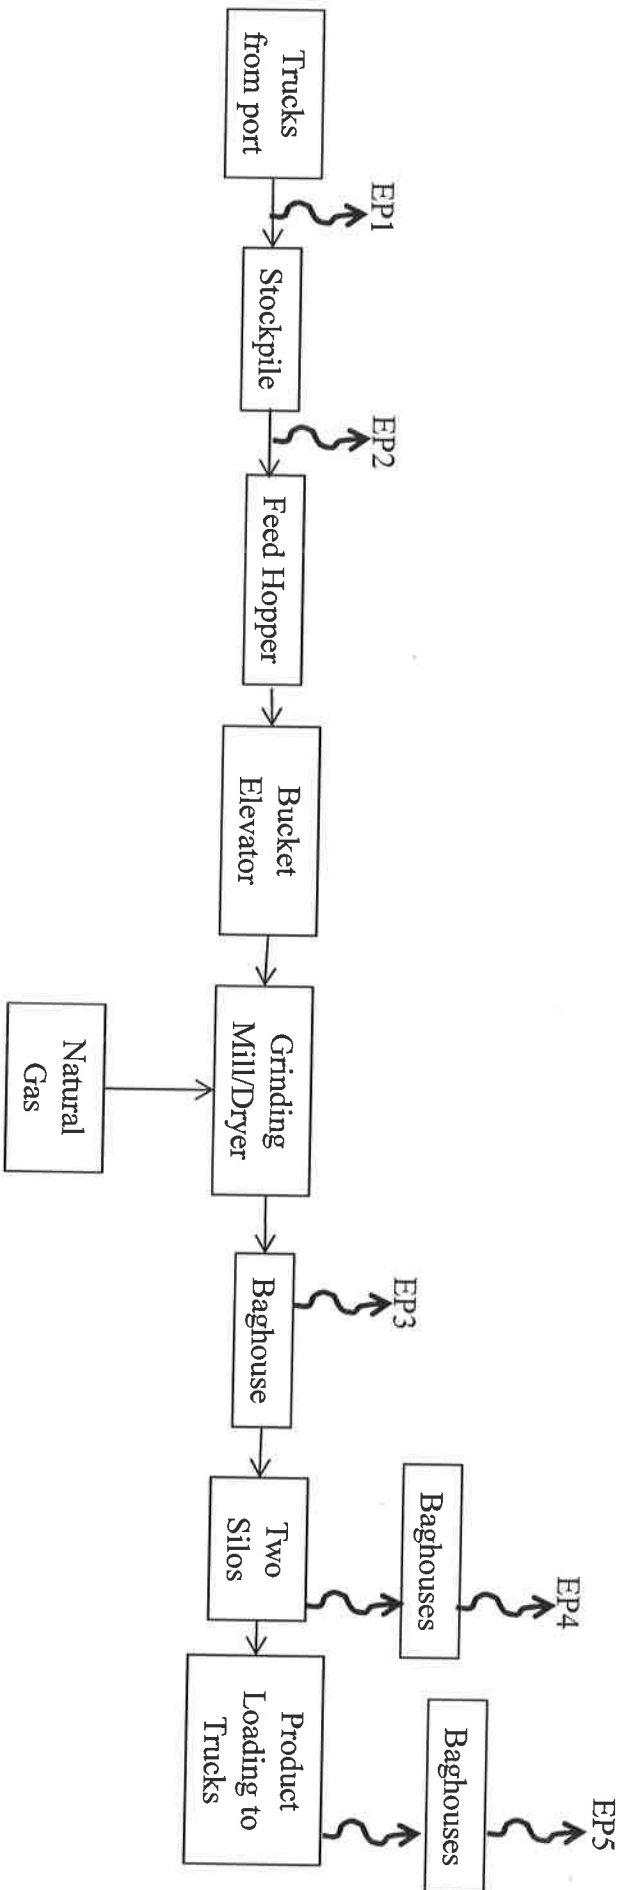 EP1
EP2
EP3
EP4
EP5
Trucks
from port
Stockpile
Feed Hopper
Bucket
Elevator
Grinding
Mill/Dryer
Natural
Gas
Baghouse
Two
Silos
Baghouses
Product
Loading to
Trucks
Baghouses